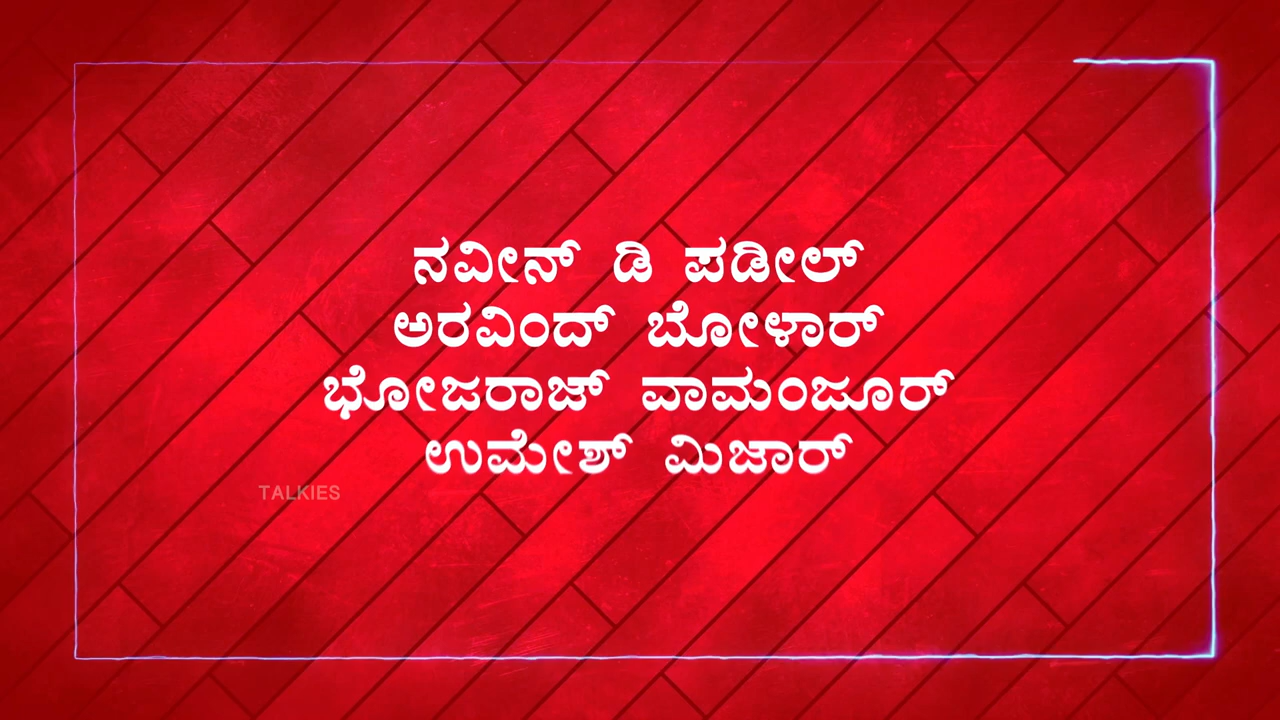 ನವೀನ್ ಡಿ ಪಡೀಲ್
ಅರವಿಂದ್ ಬೋಳಾರ್
ಭೋಜರಾಜ್ ವಾಮಂಜೂರ್
ಉಮೇಶ್ ಮಿಜಾರ್
TALKIES